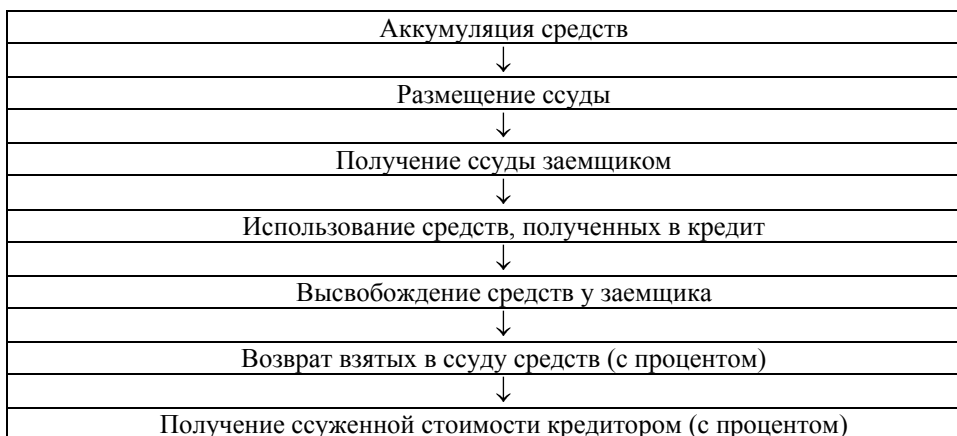 Аккумуляция средств
↓
Размещение ссуды
↓
Получение ссуды заемщиком
↓
Использование средств, полученных в кредит
↓
Высвобождение средств у заемщика
↓
Возврат взятых в ссуду средств (с процентом)
↓
Получение ссуженной стоимости кредитором (с процентом)